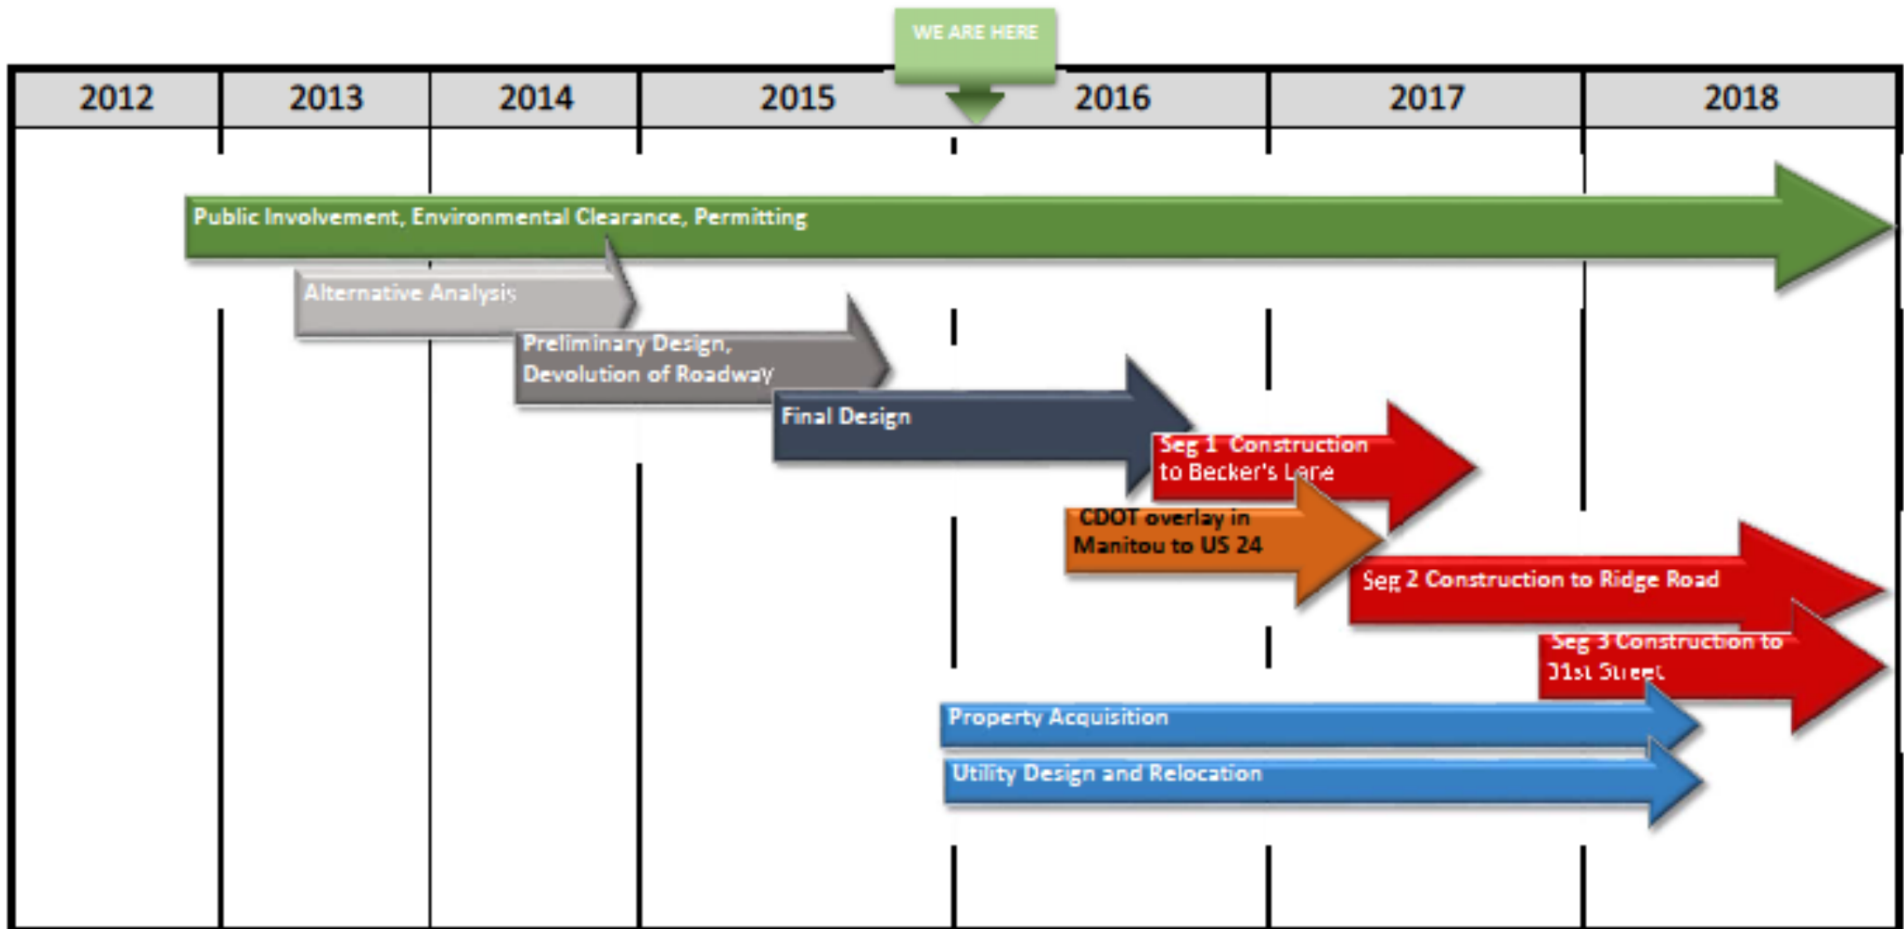 WE ARE HERE
2012 2013 2014 2015 2016 2017 2018
Public Involvement, Environmental Clearance, Permitting
Alternative Analysis
Preliminary Design,
Devolution of Roadway
Final Design
Seg 1 Construction
to Becker's Lane
CDOT overlay in
Manitou to US 24
Seg 2 Construction to Ridge Road
Seg 3 Construction to
31st Street
Property Acquisition
Utility Design and Relocation